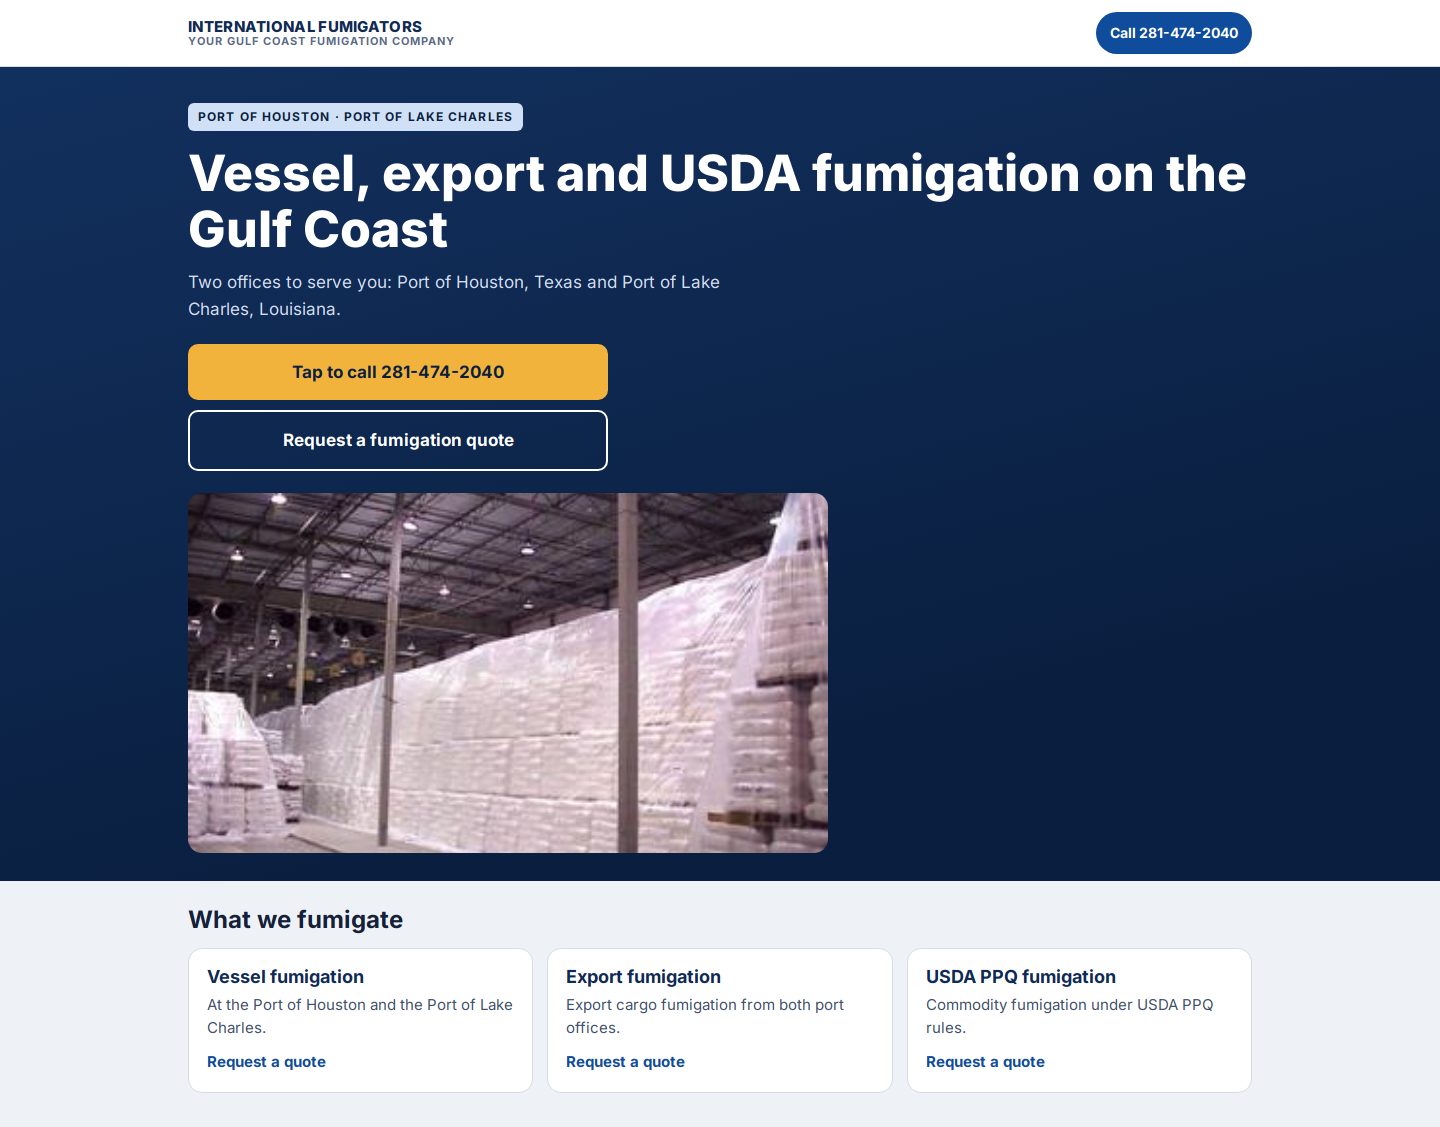 INTERNATIONAL FUMIGATORS
YOUR GULF COAST FUMIGATION COMPANY
Call 281-474-2040
PORT OF HOUSTON · PORT OF LAKE CHARLES
Vessel, export and USDA fumigation on the
Gulf Coast
Two offices to serve you: Port of Houston, Texas and Port of Lake
Charles, Louisiana.
Tap to call 281-474-2040
Request a fumigation quote
What we fumigate
Vessel fumigation
At the Port of Houston and the Port of Lake
Charles.
Request a quote
Export fumigation
Export cargo fumigation from both port
offices.
Request a quote
USDA PPQ fumigation
Commodity fumigation under USDA PPQ
rules.
Request a quote